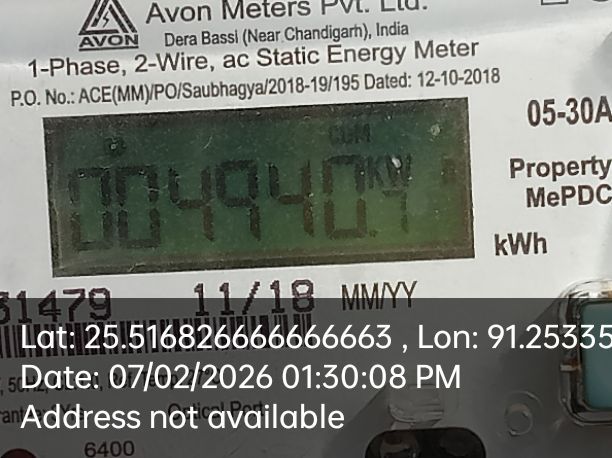 Avon Meters Pvt. Ltd.
AVON
Dera Bassi (Near Chandigarh), India
1-Phase, 2-Wire, ac Static Energy Meter
P.O. No.: ACE(MM)/PO/Saubhagya/2018-19/195 Dated: 12-10-2018
05-30A
CUM
004940.7
KW
Property
MePDC
kWh
31479
11/18 MM/YY
Lat: 25.516826666666663 , Lon: 91.25335
Date: 07/02/2026 01:30:08 PM
Address not available
6400